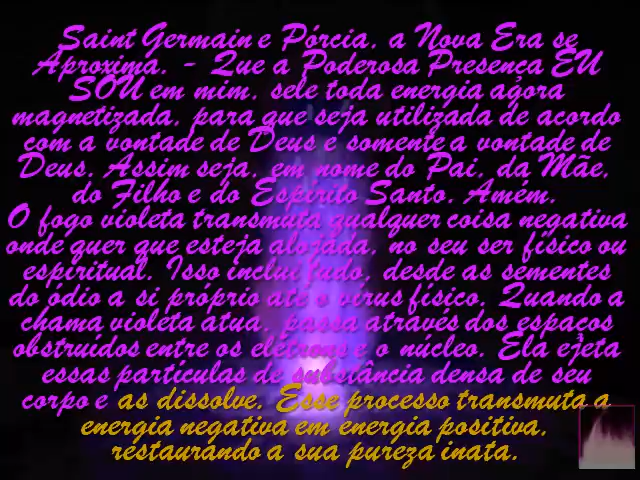 Saint Germain e Pórcia, a Nova Era se
Aproxima. - Que a Poderosa Presença EU
SOU em mim, sele toda energia agora
magnetizada, para que seja utilizada de acordo
com a vontade de Deus e somente a vontade de
Deus. Assim seja, em nome do Pai, da Mãe,
do Filho e do Espírito Santo. Amém.
O fogo violeta transmuta qualquer coisa negativa
onde quer que esteja alojada, no seu ser físico ou
espiritual. Isso inclui tudo, desde as sementes
do ódio a si próprio até o vírus físico. Quando a
chama violeta atua, passa através dos espaços
obstruídos entre os elétrons e o núcleo. Ela ejeta
essas partículas de substância densa de seu
corpo e as dissolve. Esse processo transmuta a
energia negativa em energia positiva,
restaurando a sua pureza inata.